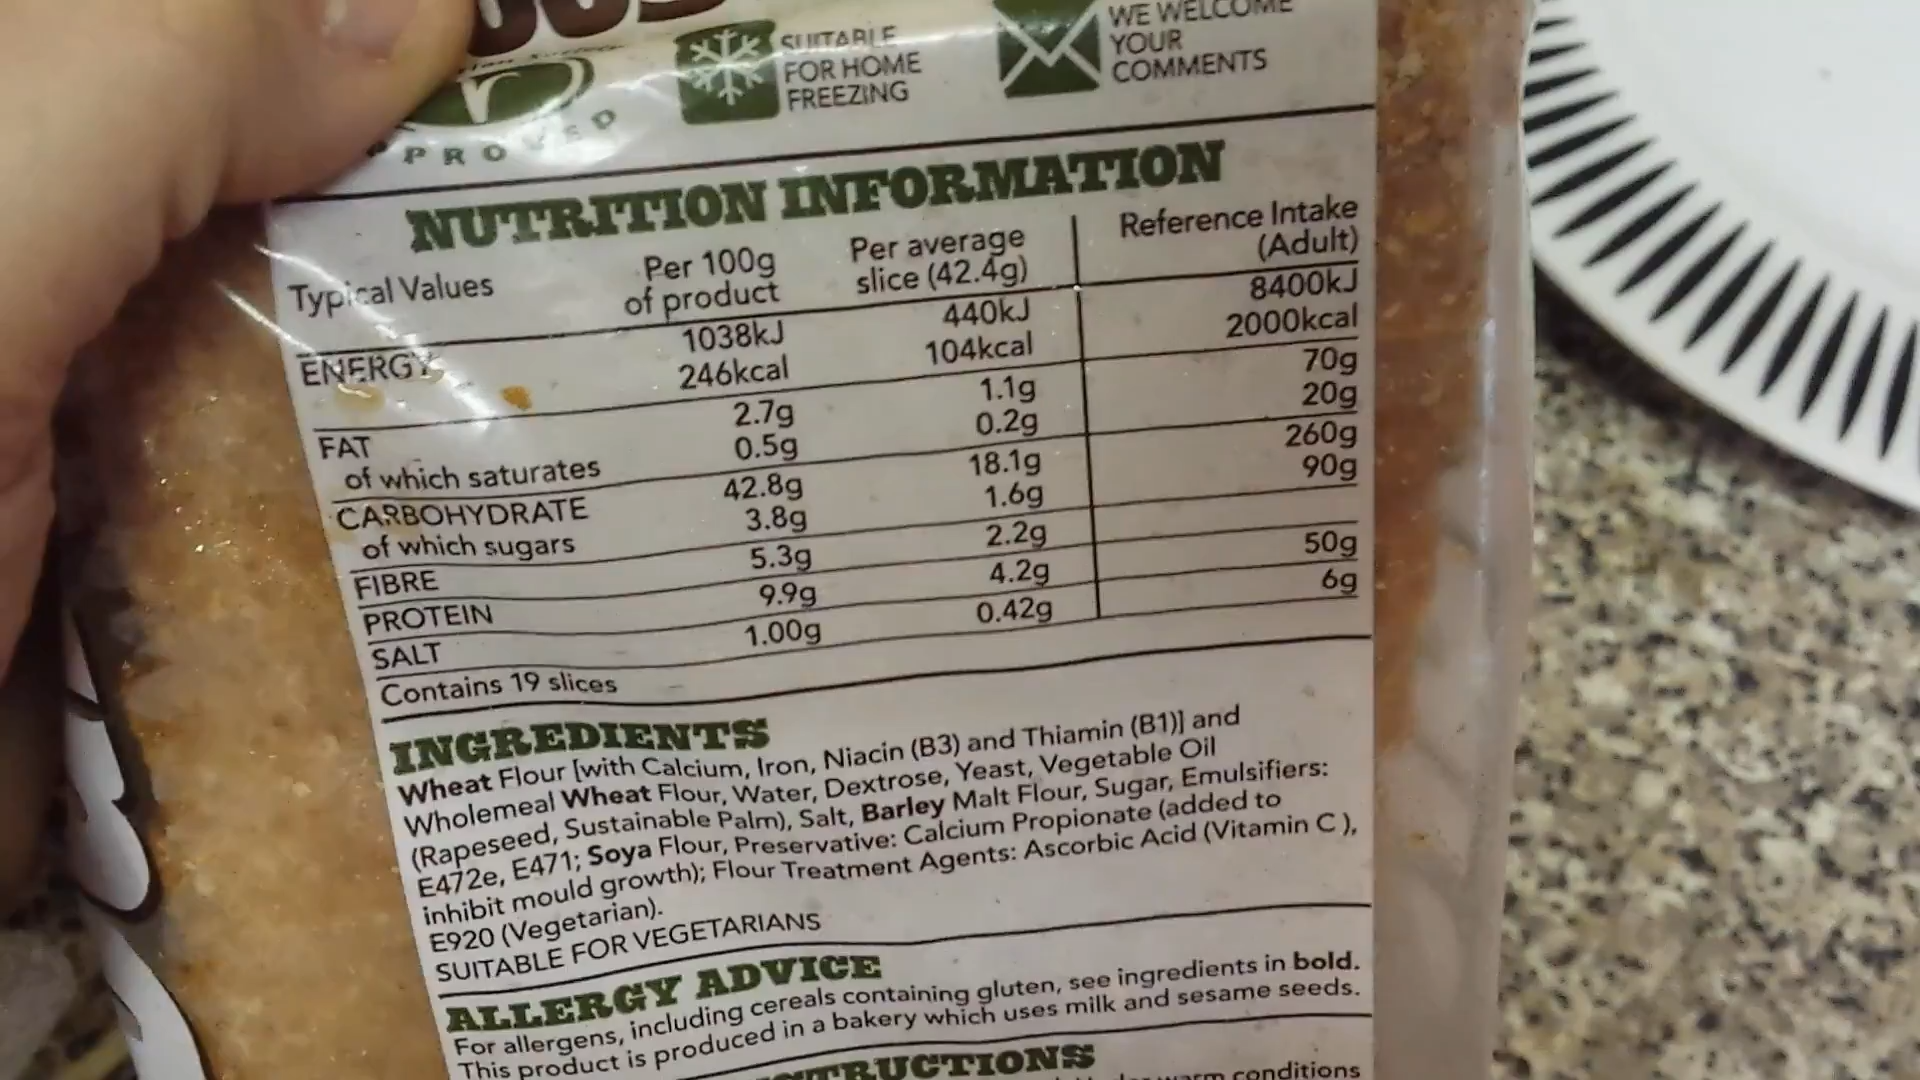 SUITABLE
FOR HOME
FREEZING
WE WELCOME
YOUR
COMMENTS
NUTRITION INFORMATION
Typical Values Per 100g of product Per average slice (42.4g) Reference Intake (Adult)
ENERGY 1038kJ 440kJ 8400kJ
246kcal 104kcal 2000kcal
FAT 2.7g 1.1g 70g
of which saturates 0.5g 0.2g 20g
CARBOHYDRATE 42.8g 18.1g 260g
of which sugars 3.8g 1.6g 90g
FIBRE 5.3g 2.2g
PROTEIN 9.9g 4.2g 50g
SALT 1.00g 0.42g 6g
Contains 19 slices
INGREDIENTS
Wheat Flour [with Calcium, Iron, Niacin (B3) and Thiamin (B1)] and
Wholemeal Wheat Flour, Water, Dextrose, Yeast, Vegetable Oil
(Rapeseed, Sustainable Palm), Salt, Barley Malt Flour, Sugar, Emulsifiers:
E472e, E471; Soya Flour, Preservative: Calcium Propionate (added to
inhibit mould growth); Flour Treatment Agents: Ascorbic Acid (Vitamin C ),
E920 (Vegetarian).
SUITABLE FOR VEGETARIANS
ALLERGY ADVICE
For allergens, including cereals containing gluten, see ingredients in bold.
This product is produced in a bakery which uses milk and sesame seeds.
conditions